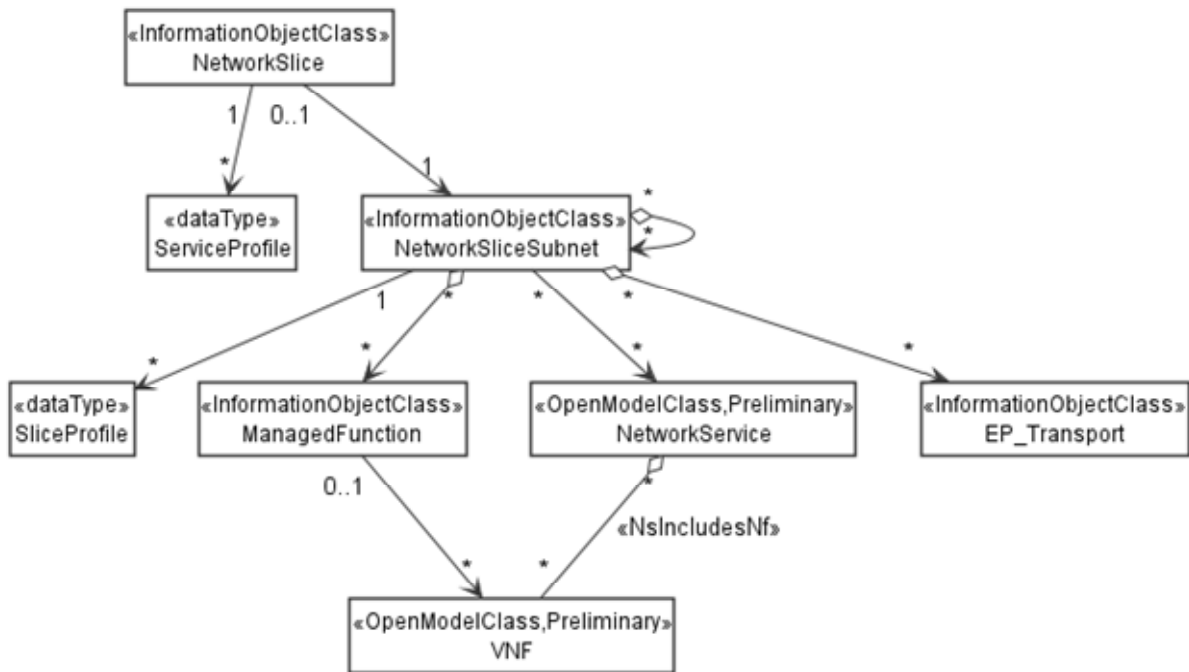 «InformationObjectClass»
NetworkSlice
1
0..1
*
1
«dataType»
ServiceProfile
«InformationObjectClass»
NetworkSliceSubnet
*
*
1
*
*
*
*
*
*
*
«dataType»
SliceProfile
«InformationObjectClass»
ManagedFunction
«OpenModelClass,Preliminary»
NetworkService
«InformationObjectClass»
EP_Transport
0..1
*
«NsIncludesNf»
*
*
«OpenModelClass,Preliminary»
VNF